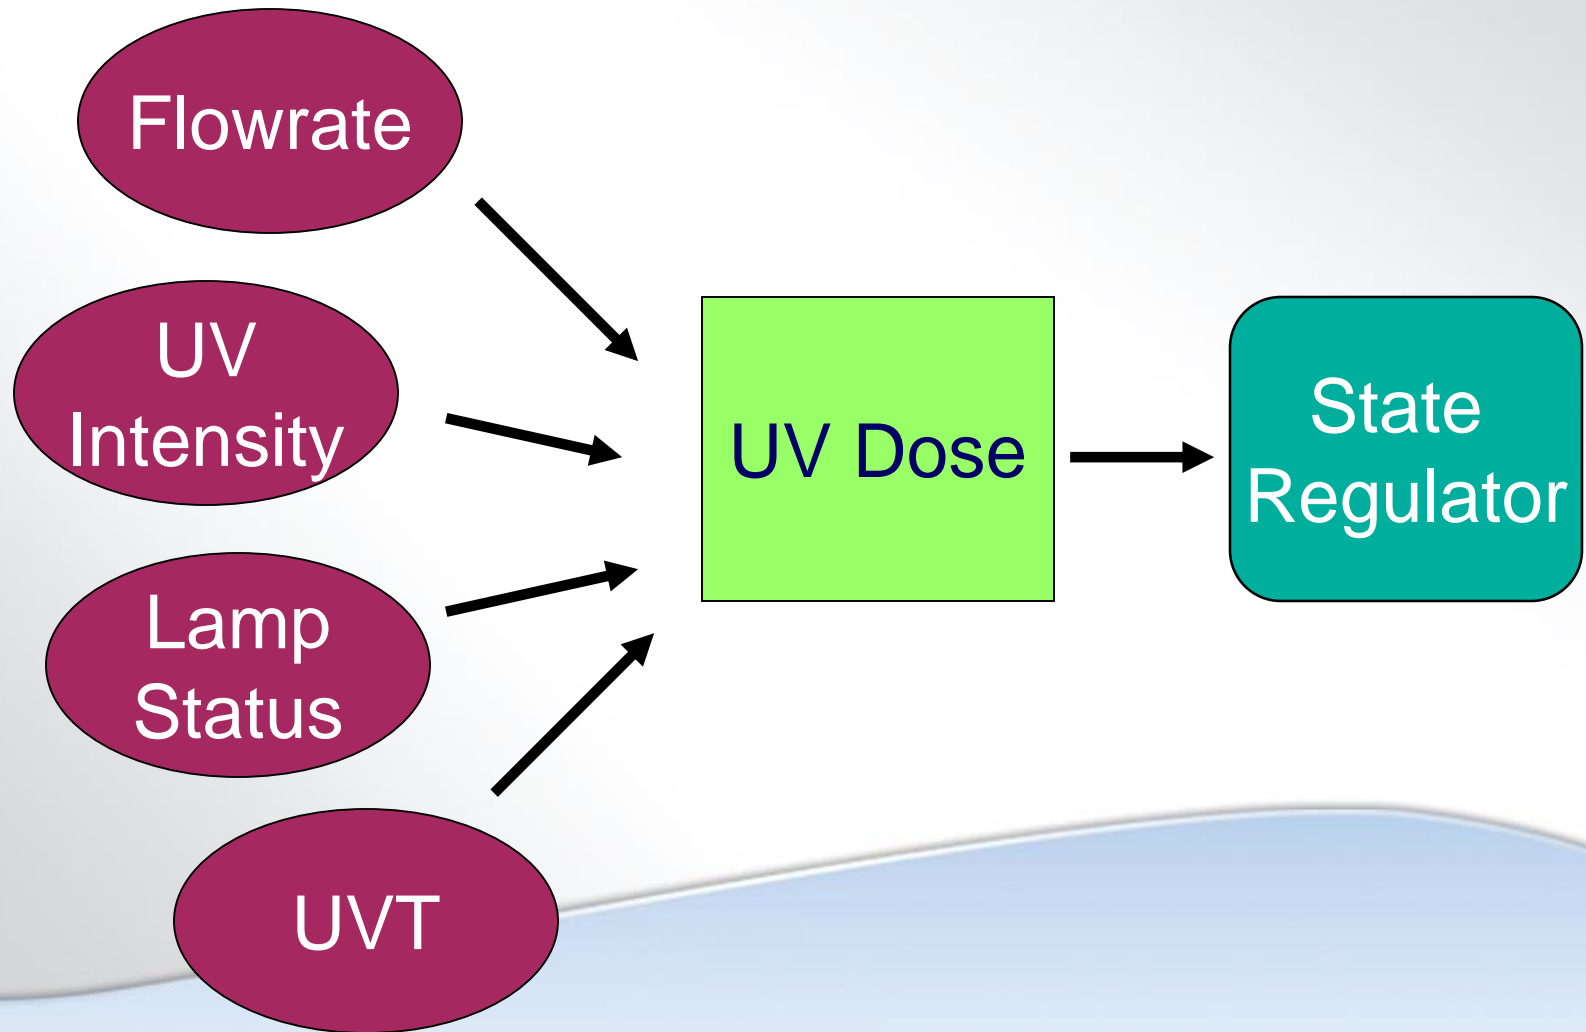 Flowrate
UV
Intensity
Lamp
Status
UVT
UV Dose
State
Regulator